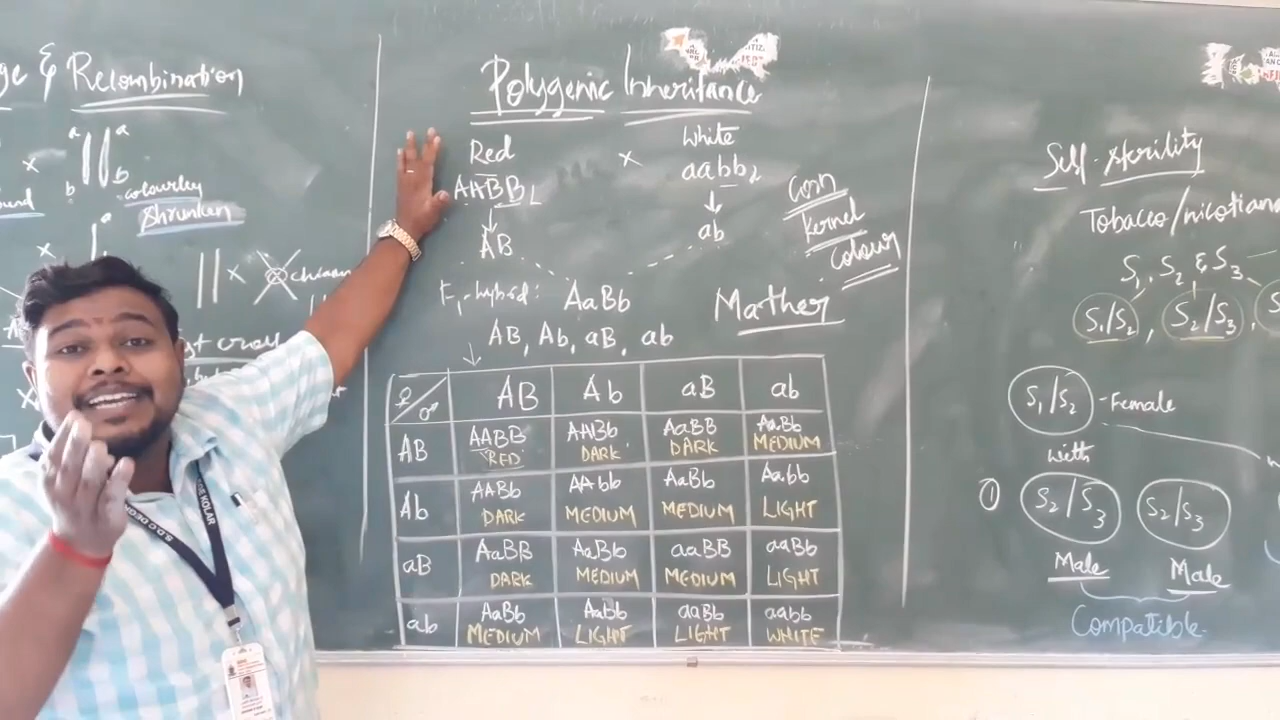 & Recombination
a a
x
b b
colourless
Shrunken
a
x
x
Polygenic Inheritance
Red x White
AABB aabb
AB ab
Corn
Kernel
Colour
F1-hybrid: AaBb
Mather
AB, Ab, aB, ab
♀ ♂ AB Ab aB ab
AB AABB AABb AaBB AaBb
RED DARK DARK MEDIUM
Ab AABb AAbb AaBb Aabb
DARK MEDIUM MEDIUM LIGHT
aB AaBB AaBb aaBB aaBb
DARK MEDIUM MEDIUM LIGHT
ab AaBb Aabb aaBb aabb
MEDIUM LIGHT LIGHT WHITE
Self-sterility
Tobacco/nicotiana
S1, S2 & S3
S1/S2, S2/S3,
S1/S2 - Female
with
① S2/S3 S2/S3
Male Male
Compatible
KOLAR